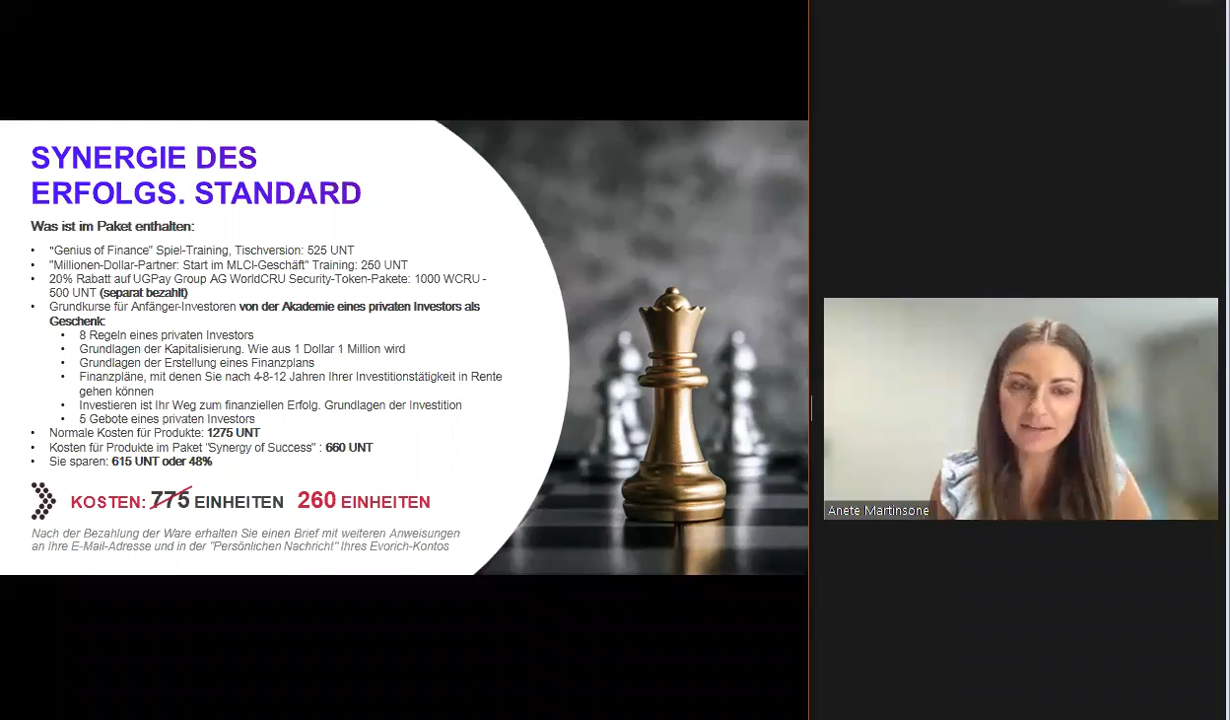 SYNERGIE DES
ERFOLGS. STANDARD
Was ist im Paket enthalten:
• "Genius of Finance" Spiel-Training, Tischversion: 525 UNT
• "Millionen-Dollar-Partner: Start im MLCI-Geschäft" Training: 250 UNT
• 20% Rabatt auf UGPay Group AG WorldCRU Security-Token-Pakete: 1000 WCRU -
500 UNT (separat bezahlt)
• Grundkurse für Anfänger-Investoren von der Akademie eines privaten Investors als
Geschenk:
• 8 Regeln eines privaten Investors
• Grundlagen der Kapitalisierung. Wie aus 1 Dollar 1 Million wird
• Grundlagen der Erstellung eines Finanzplans
• Finanzpläne, mit denen Sie nach 4-8-12 Jahren Ihrer Investitionstätigkeit in Rente
gehen können
• Investieren ist Ihr Weg zum finanziellen Erfolg. Grundlagen der Investition
• 5 Gebote eines privaten Investors
• Normale Kosten für Produkte: 1275 UNT
• Kosten für Produkte im Paket "Synergy of Success" : 660 UNT
• Sie sparen: 615 UNT oder 48%
KOSTEN: 775 EINHEITEN 260 EINHEITEN
Nach der Bezahlung der Ware erhalten Sie einen Brief mit weiteren Anweisungen
an Ihre E-Mail-Adresse und in der "Persönlichen Nachricht" Ihres Evorich-Kontos
Anete Martinsone